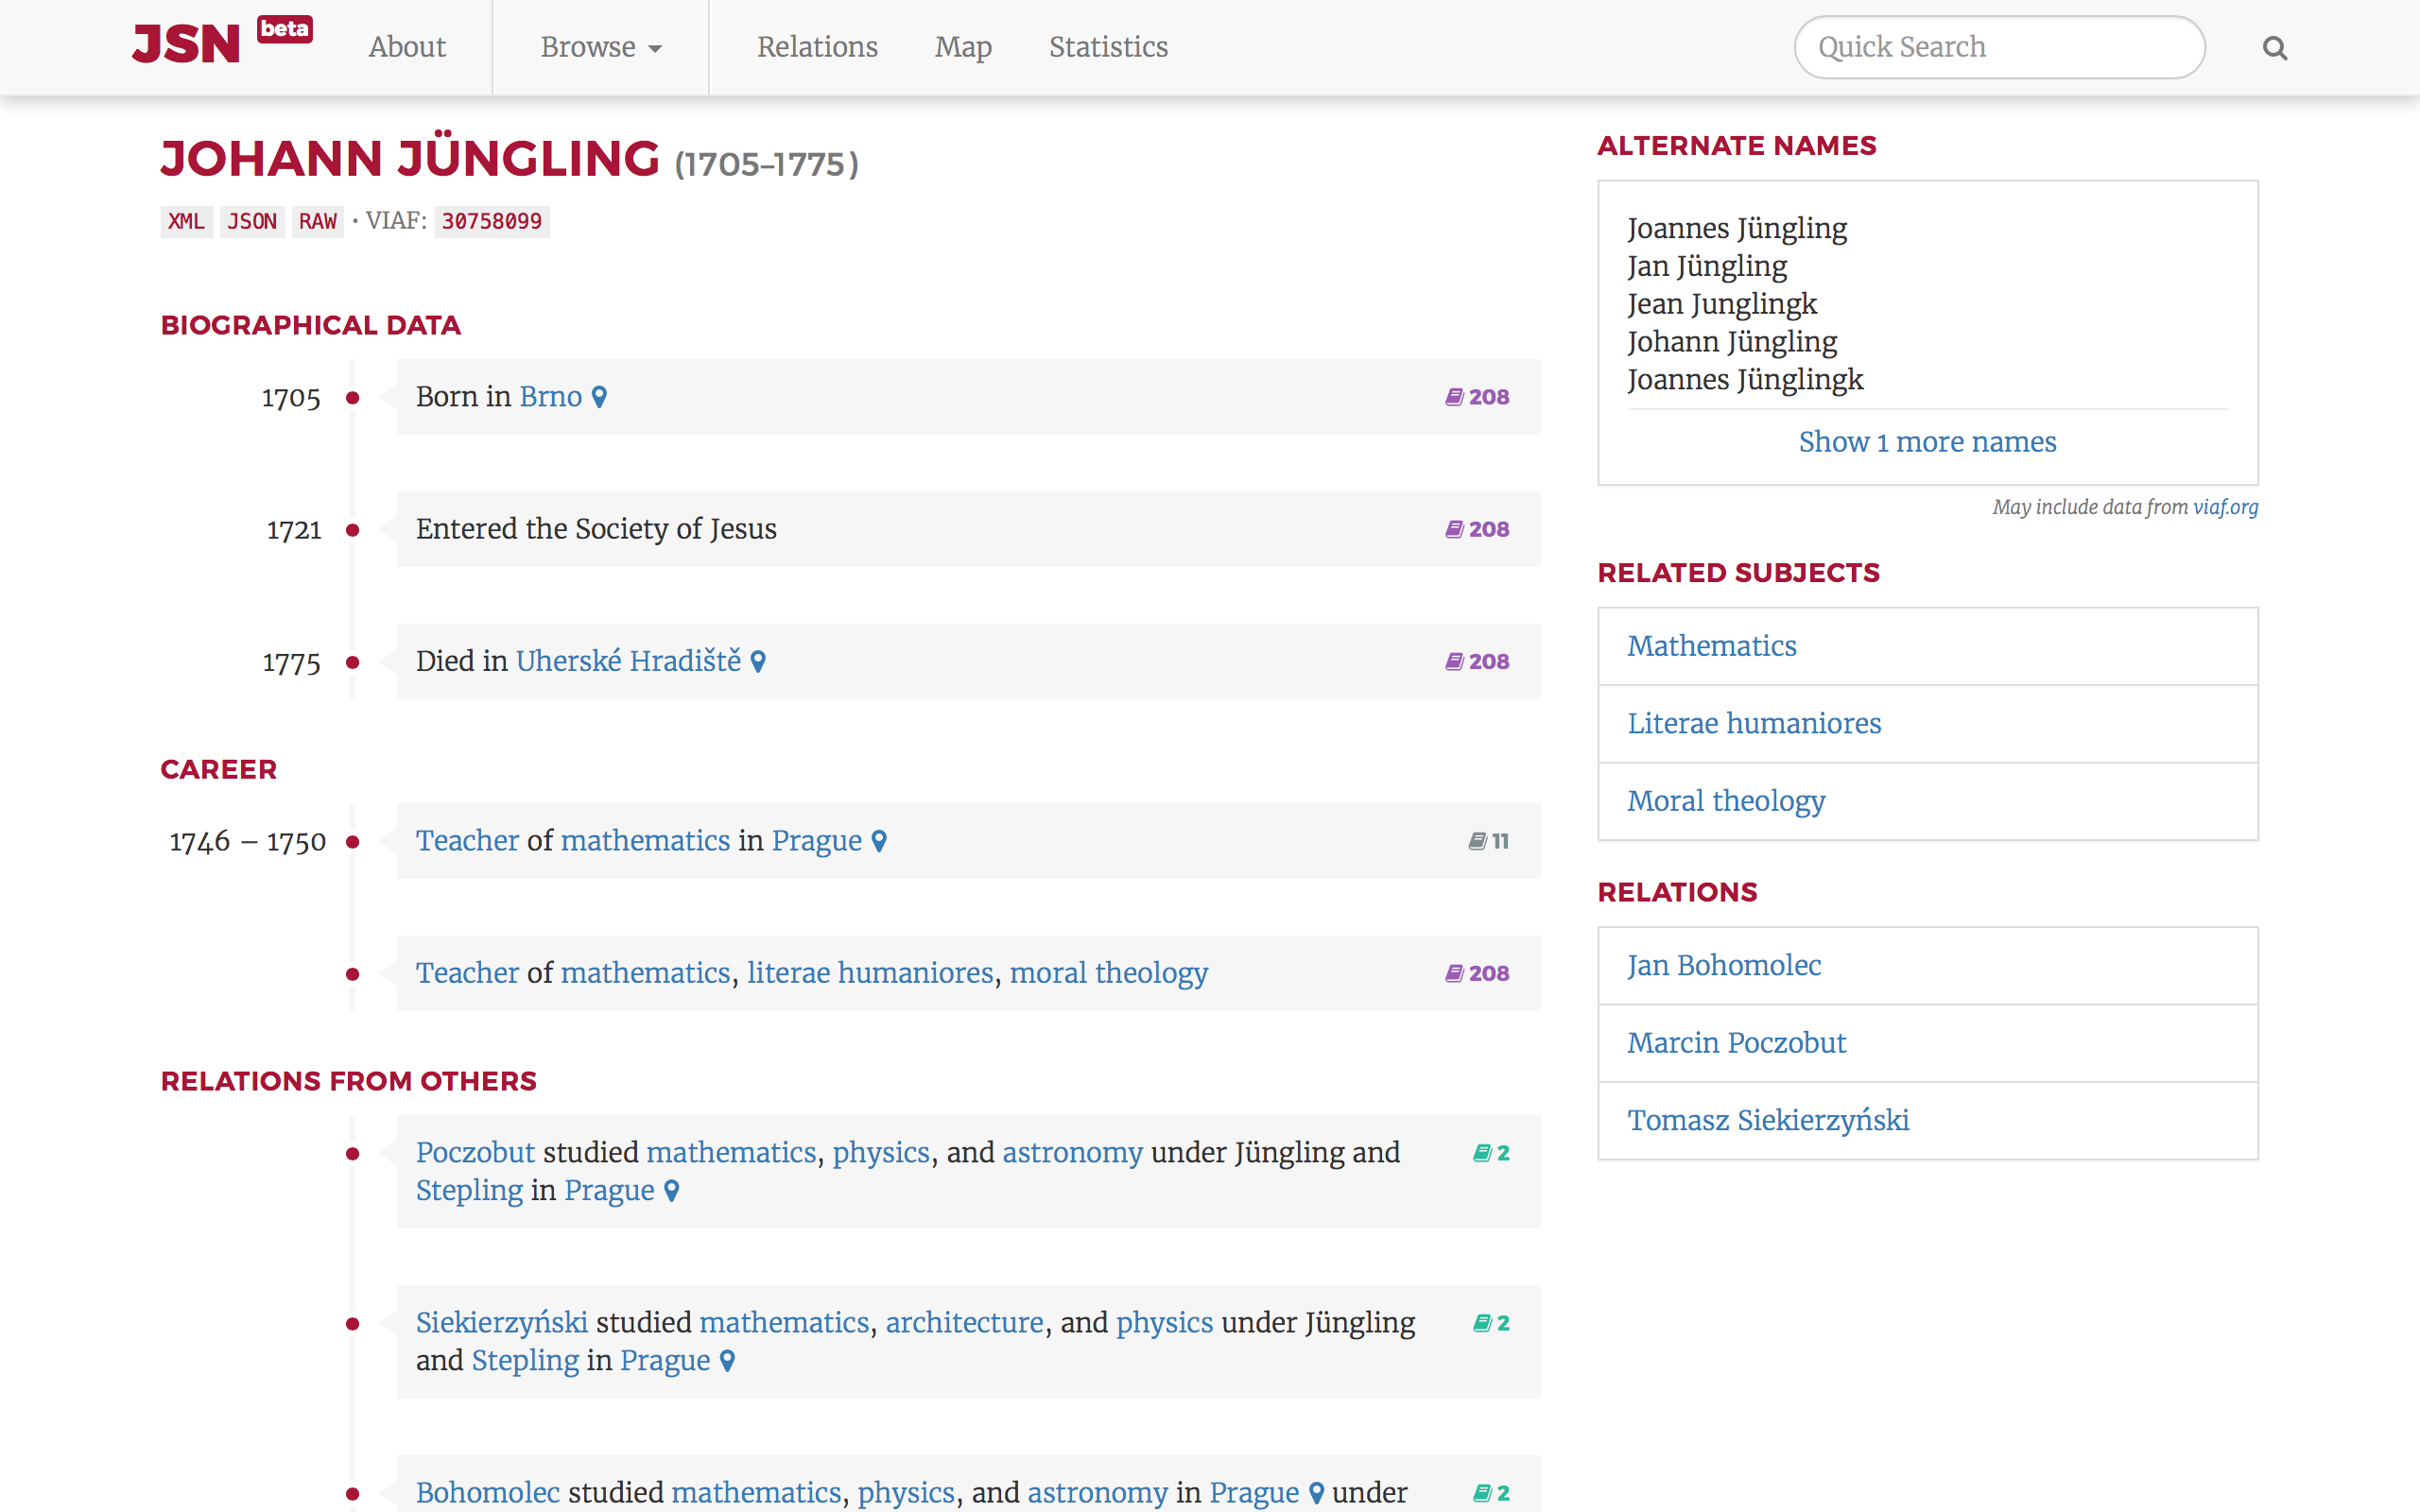 JSN beta About Browse Relations Map Statistics Quick Search
JOHANN JÜNGLING (1705–1775)
XML JSON RAW · VIAF: 30758099
BIOGRAPHICAL DATA
1705 Born in Brno 208
1721 Entered the Society of Jesus 208
1775 Died in Uherské Hradiště 208
CAREER
1746 – 1750 Teacher of mathematics in Prague 11
Teacher of mathematics, literae humaniores, moral theology 208
RELATIONS FROM OTHERS
Poczobut studied mathematics, physics, and astronomy under Jüngling and 2
Stepling in Prague
Siekierzyński studied mathematics, architecture, and physics under Jüngling 2
and Stepling in Prague
Bohomolec studied mathematics, physics, and astronomy in Prague under 2
ALTERNATE NAMES
Joannes Jüngling
Jan Jüngling
Jean Junglingk
Johann Jüngling
Joannes Jünglingk
Show 1 more names
May include data from viaf.org
RELATED SUBJECTS
Mathematics
Literae humaniores
Moral theology
RELATIONS
Jan Bohomolec
Marcin Poczobut
Tomasz Siekierzyński